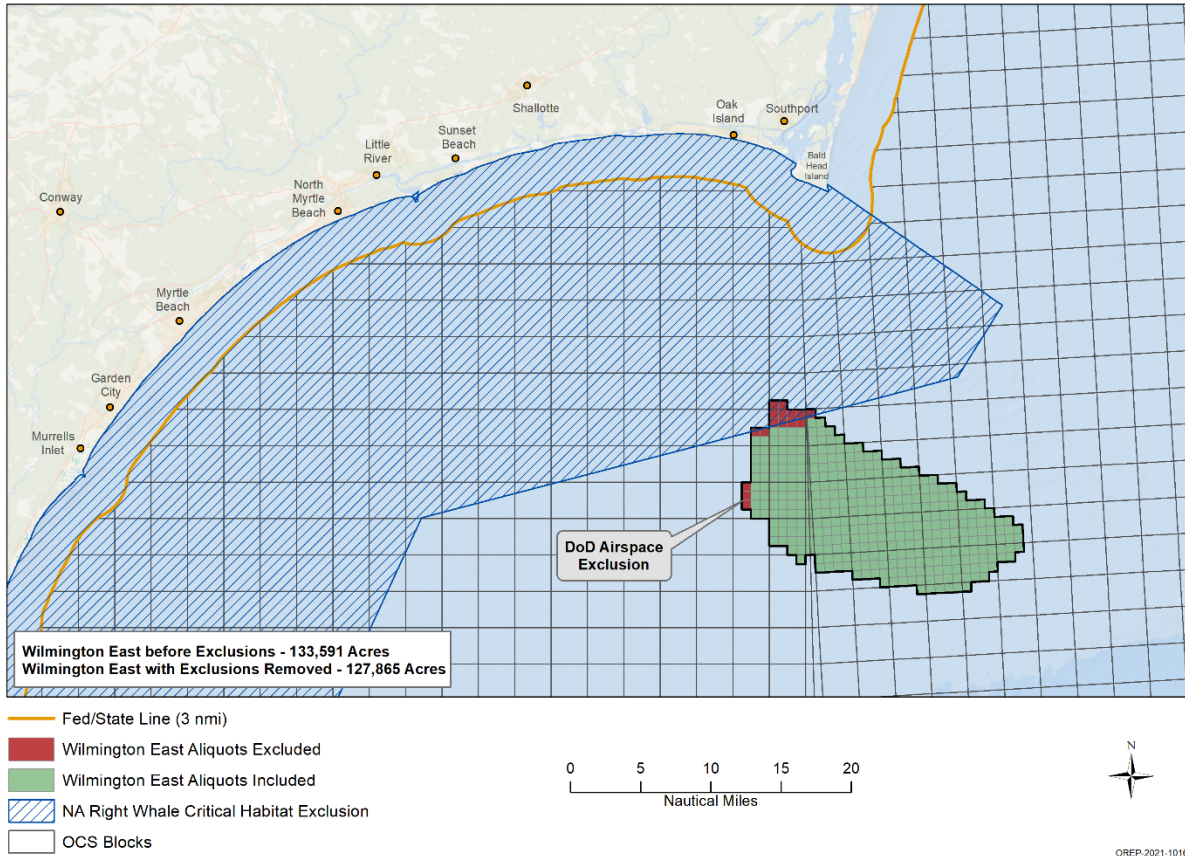 Shallotte
Oak
Island
Southport
Sunset
Beach
Little
River
Bald
Head
Island
North
Myrtle
Beach
Conway
Myrtle
Beach
Garden
City
Murrells
Inlet
DoD Airspace
Exclusion
Wilmington East before Exclusions - 133,591 Acres
Wilmington East with Exclusions Removed - 127,865 Acres
Fed/State Line (3 nmi)
Wilmington East Aliquots Excluded
Wilmington East Aliquots Included
NA Right Whale Critical Habitat Exclusion
OCS Blocks
0 5 10 15 20
Nautical Miles
N
OREP-2021-1016